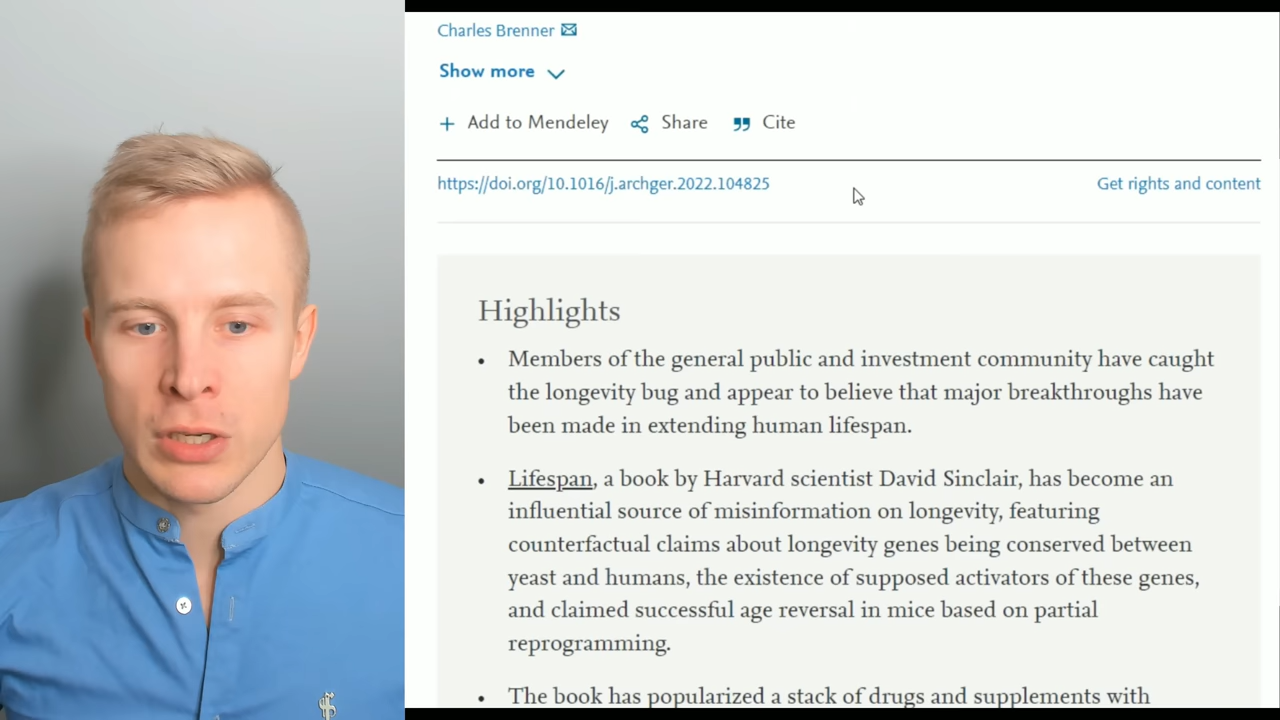 Charles Brenner
Show more
Add to Mendeley Share Cite
https://doi.org/10.1016/j.archger.2022.104825 Get rights and content
Highlights
• Members of the general public and investment community have caught
the longevity bug and appear to believe that major breakthroughs have
been made in extending human lifespan.
• Lifespan, a book by Harvard scientist David Sinclair, has become an
influential source of misinformation on longevity, featuring
counterfactual claims about longevity genes being conserved between
yeast and humans, the existence of supposed activators of these genes,
and claimed successful age reversal in mice based on partial
reprogramming.
• The book has popularized a stack of drugs and supplements with